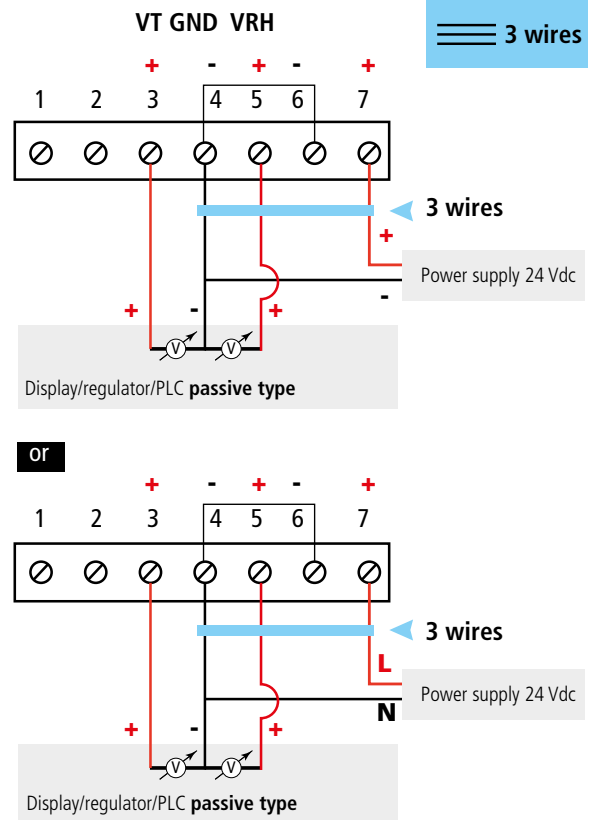 VT GND VRH
3 wires
+ - + - +
1 2 3 4 5 6 7
3 wires
+
Power supply 24 Vdc
-
+ - +
V V
Display/regulator/PLC passive type
or
+ - + - +
1 2 3 4 5 6 7
3 wires
L
Power supply 24 Vdc
N
+ - +
V V
Display/regulator/PLC passive type